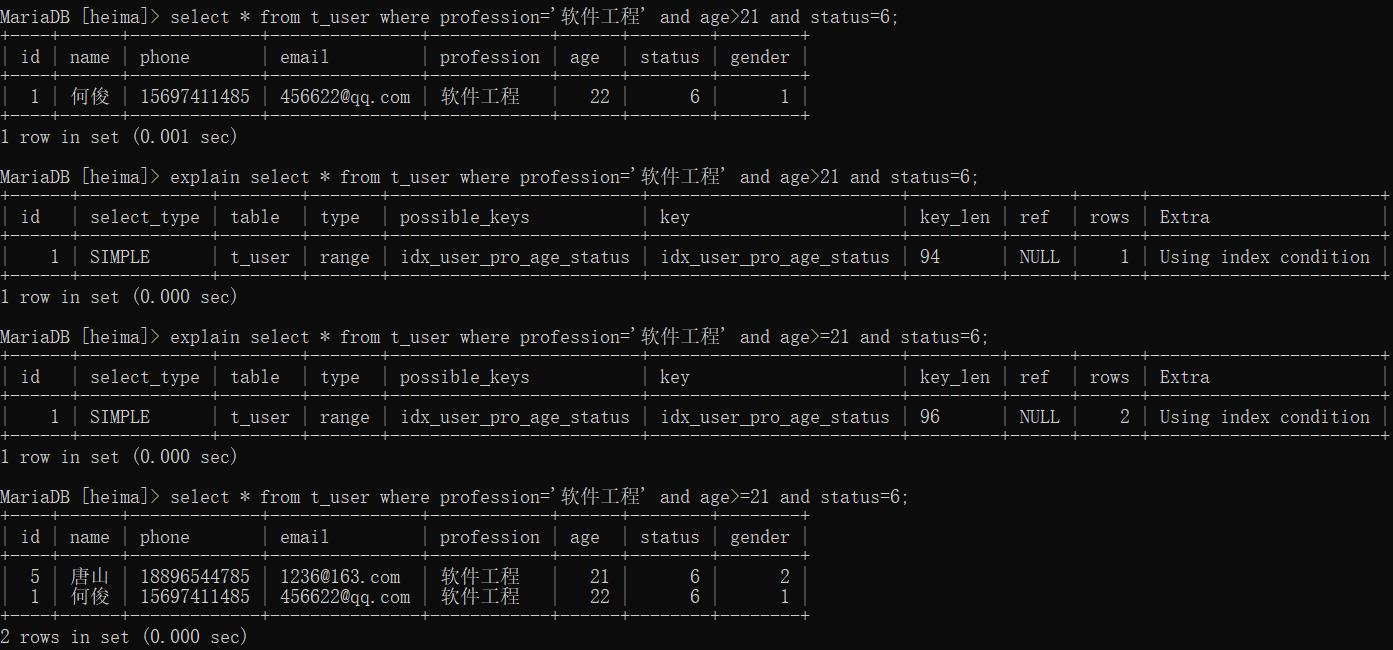 MariaDB [heima]> select * from t_user where profession='软件工程' and age>21 and status=6;
+----+------+-------------+---------------+------------+------+--------+--------+
| id | name | phone       | email         | profession | age  | status | gender |
+----+------+-------------+---------------+------------+------+--------+--------+
|  1 | 何俊 | 15697411485 | 456622@qq.com | 软件工程   |   22 |      6 |      1 |
+----+------+-------------+---------------+------------+------+--------+--------+
1 row in set (0.001 sec)
MariaDB [heima]> explain select * from t_user where profession='软件工程' and age>21 and status=6;
+------+-------------+--------+-------+-------------------------+-------------------------+---------+------+------+-----------------------+
| id   | select_type | table  | type  | possible_keys           | key                     | key_len | ref  | rows | Extra                 |
+------+-------------+--------+-------+-------------------------+-------------------------+---------+------+------+-----------------------+
|    1 | SIMPLE      | t_user | range | idx_user_pro_age_status | idx_user_pro_age_status | 94      | NULL |    1 | Using index condition |
+------+-------------+--------+-------+-------------------------+-------------------------+---------+------+------+-----------------------+
1 row in set (0.000 sec)
MariaDB [heima]> explain select * from t_user where profession='软件工程' and age>=21 and status=6;
+------+-------------+--------+-------+-------------------------+-------------------------+---------+------+------+-----------------------+
| id   | select_type | table  | type  | possible_keys           | key                     | key_len | ref  | rows | Extra                 |
+------+-------------+--------+-------+-------------------------+-------------------------+---------+------+------+-----------------------+
|    1 | SIMPLE      | t_user | range | idx_user_pro_age_status | idx_user_pro_age_status | 96      | NULL |    2 | Using index condition |
+------+-------------+--------+-------+-------------------------+-------------------------+---------+------+------+-----------------------+
1 row in set (0.000 sec)
MariaDB [heima]> select * from t_user where profession='软件工程' and age>=21 and status=6;
+----+------+-------------+---------------+------------+------+--------+--------+
| id | name | phone       | email         | profession | age  | status | gender |
+----+------+-------------+---------------+------------+------+--------+--------+
|  5 | 唐山 | 18896544785 | 1236@163.com  | 软件工程   |   21 |      6 |      2 |
|  1 | 何俊 | 15697411485 | 456622@qq.com | 软件工程   |   22 |      6 |      1 |
+----+------+-------------+---------------+------------+------+--------+--------+
2 rows in set (0.000 sec)